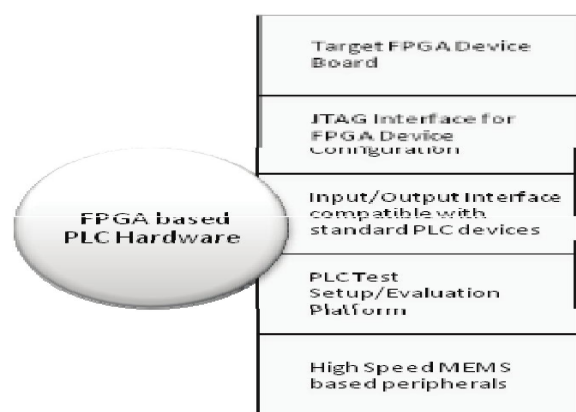 Target FPGA Device
Board
JTAG Interface for
FPGA Device
Configuration
FPGA based
PLC Hardware
Input/Output Interface
compatible with
standard PLC devices
PLC Test
Setup/Evaluation
Platform
High Speed MEMS
based peripherals